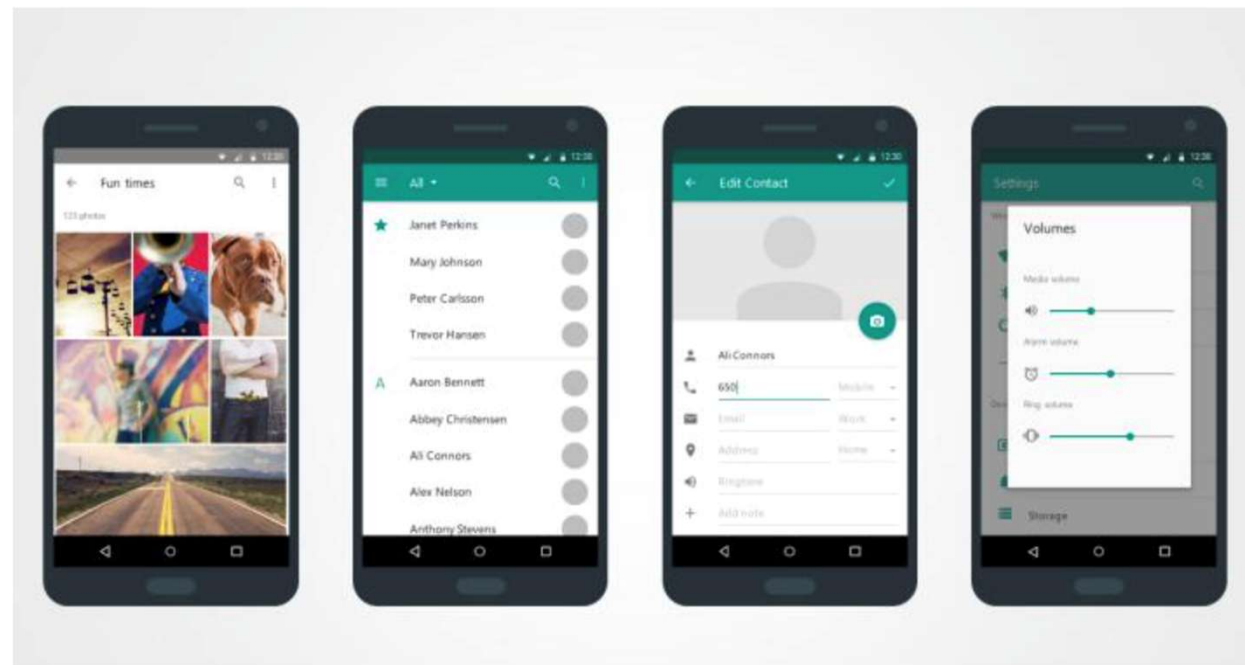 12:30
Fun times
123 photos
12:30
All
Janet Perkins
Mary Johnson
Peter Carlsson
Trevor Hansen
A
Aaron Bennett
Abbey Christensen
Ali Connors
Alex Nelson
Anthony Stevens
12:30
Edit Contact
Ali Connors
650 Mobile
Email Work
Address Home
Ringtone
Add note
12:30
Settings
Volumes
Media volume
Alarm volume
Ring volume
Storage